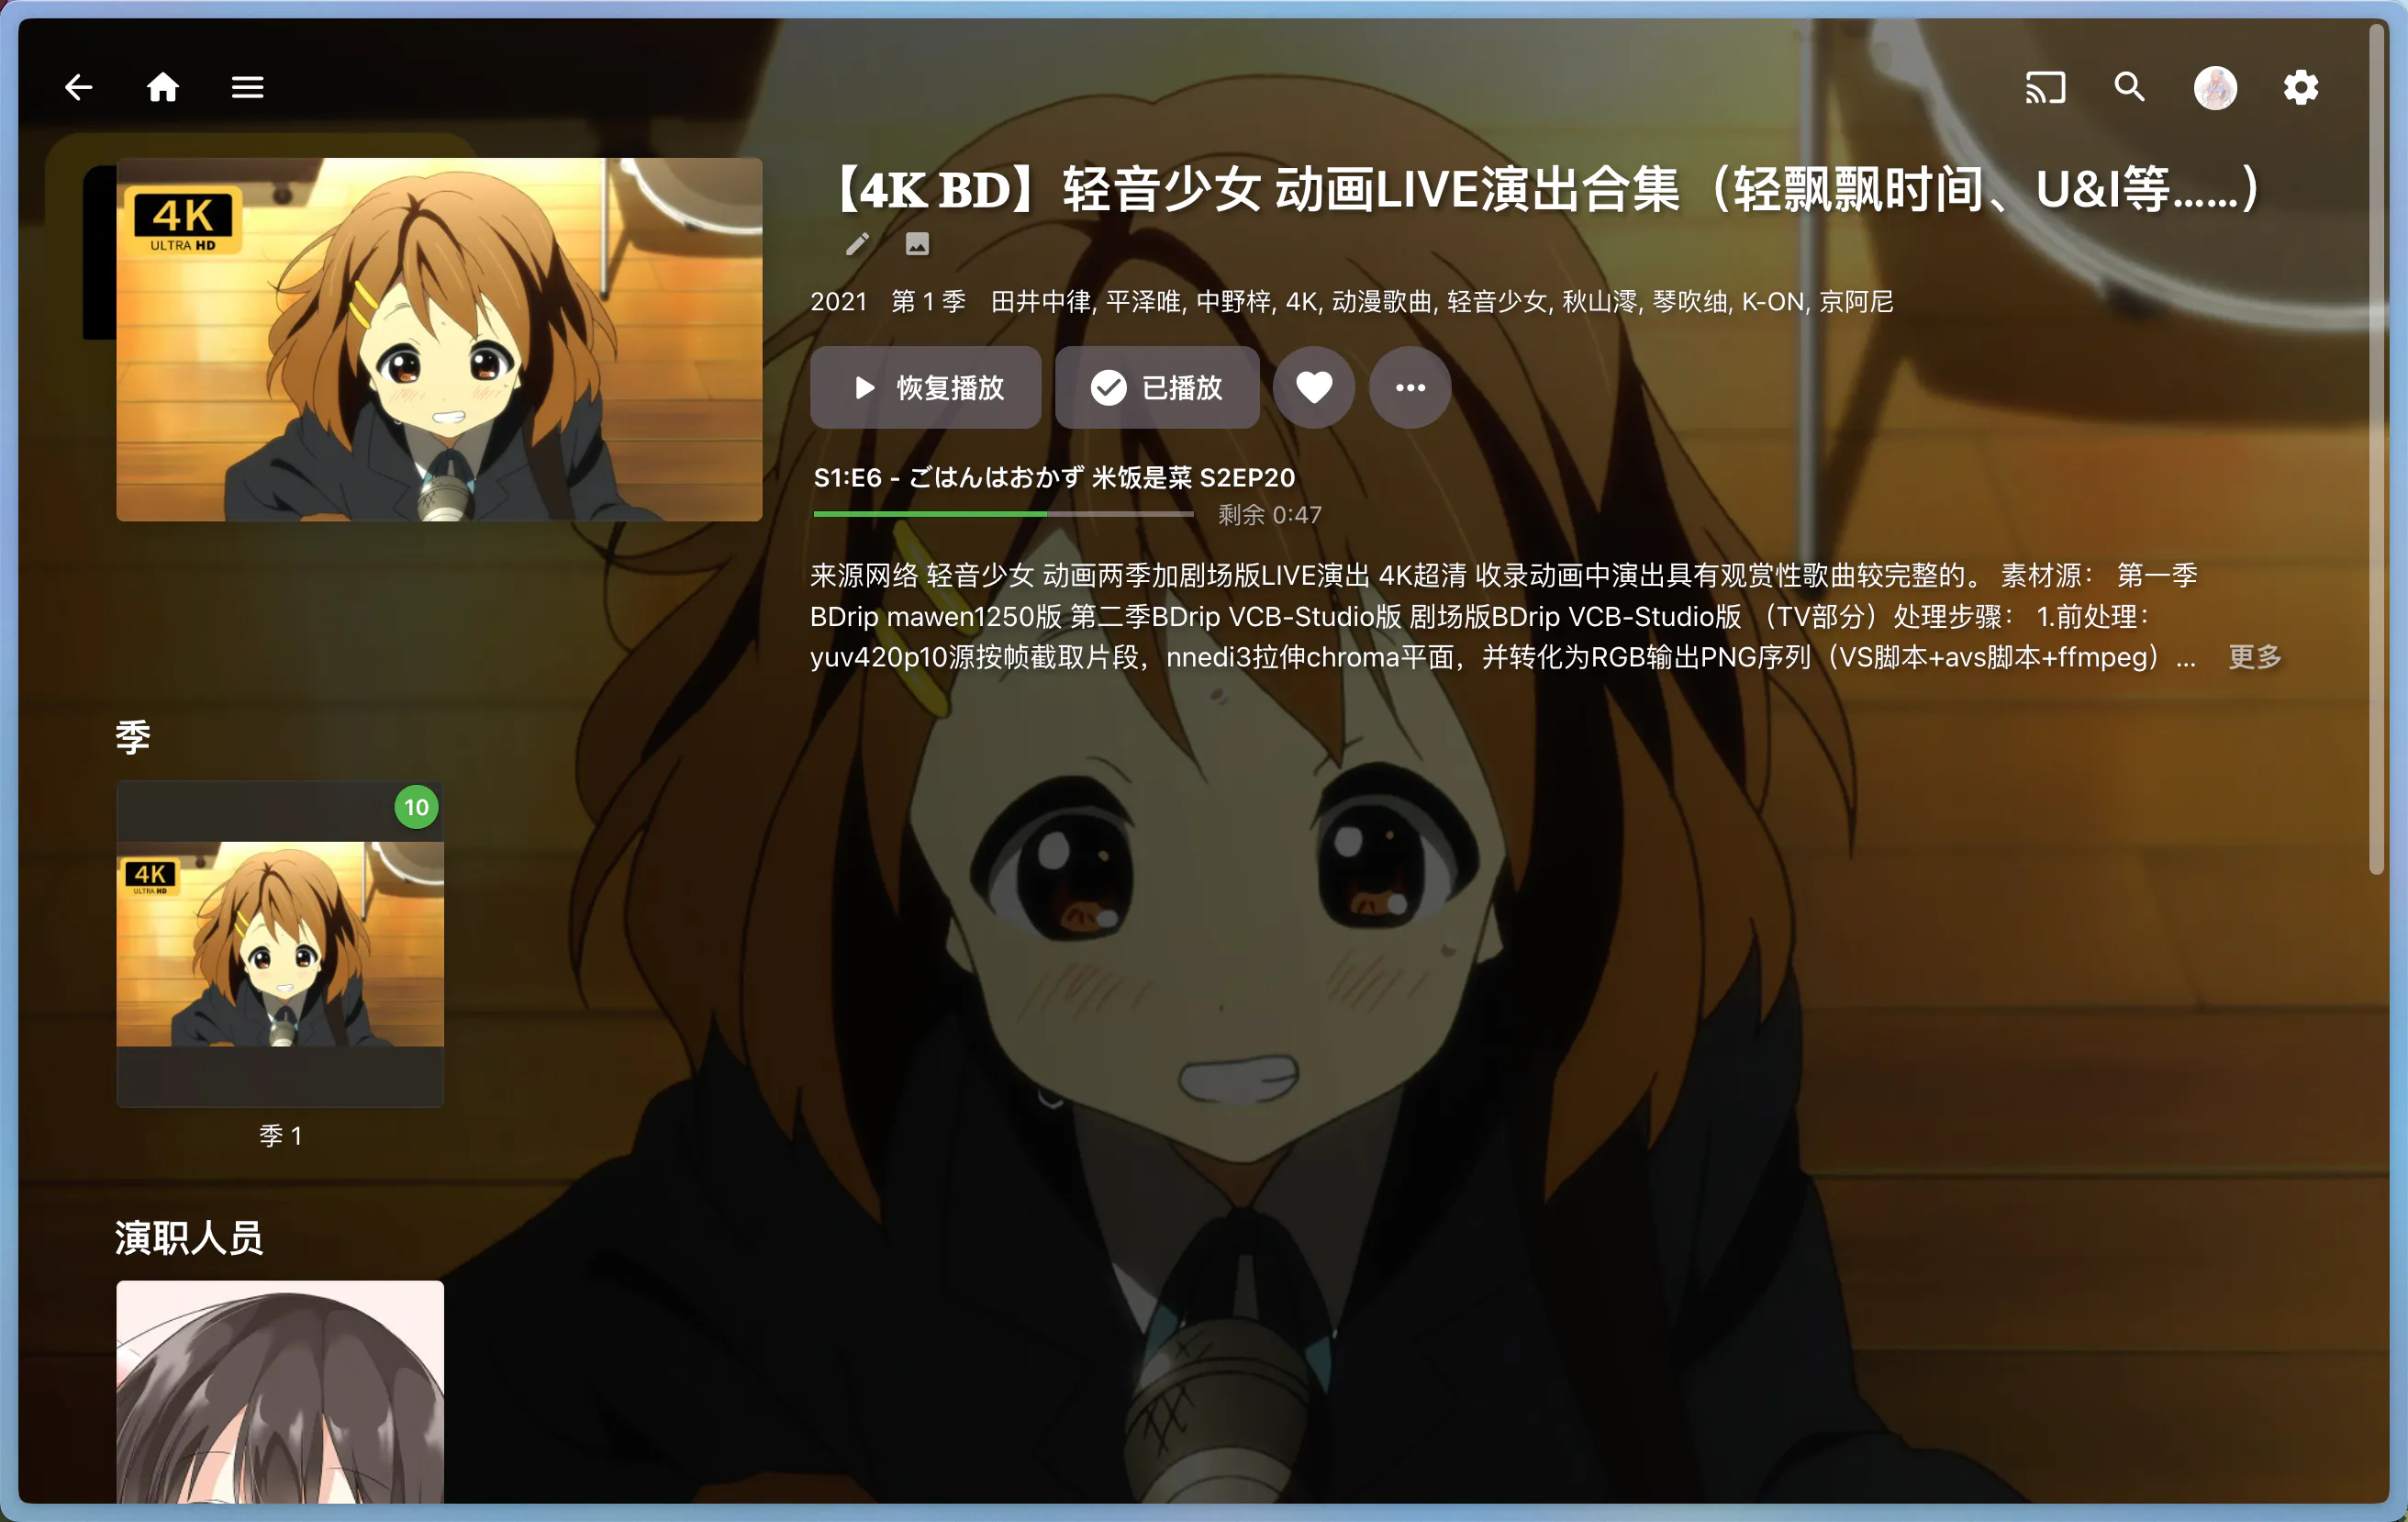 4K
ULTRA HD
【4K BD】轻音少女 动画LIVE演出合集（轻飘飘时间、U&I等……）
2021 第 1 季 田井中律, 平泽唯, 中野梓, 4K, 动漫歌曲, 轻音少女, 秋山澪, 琴吹䌷, K-ON, 京阿尼
恢复播放 已播放
S1:E6 - ごはんはおかず 米饭是菜 S2EP20
剩余 0:47
来源网络 轻音少女 动画两季加剧场版LIVE演出 4K超清 收录动画中演出具有观赏性歌曲较完整的。 素材源： 第一季
BDrip mawen1250版 第二季BDrip VCB-Studio版 剧场版BDrip VCB-Studio版 （TV部分）处理步骤： 1.前处理：
yuv420p10源按帧截取片段，nnedi3拉伸chroma平面，并转化为RGB输出PNG序列（VS脚本+avs脚本+ffmpeg）... 更多
季
10
4K
ULTRA HD
季 1
演职人员